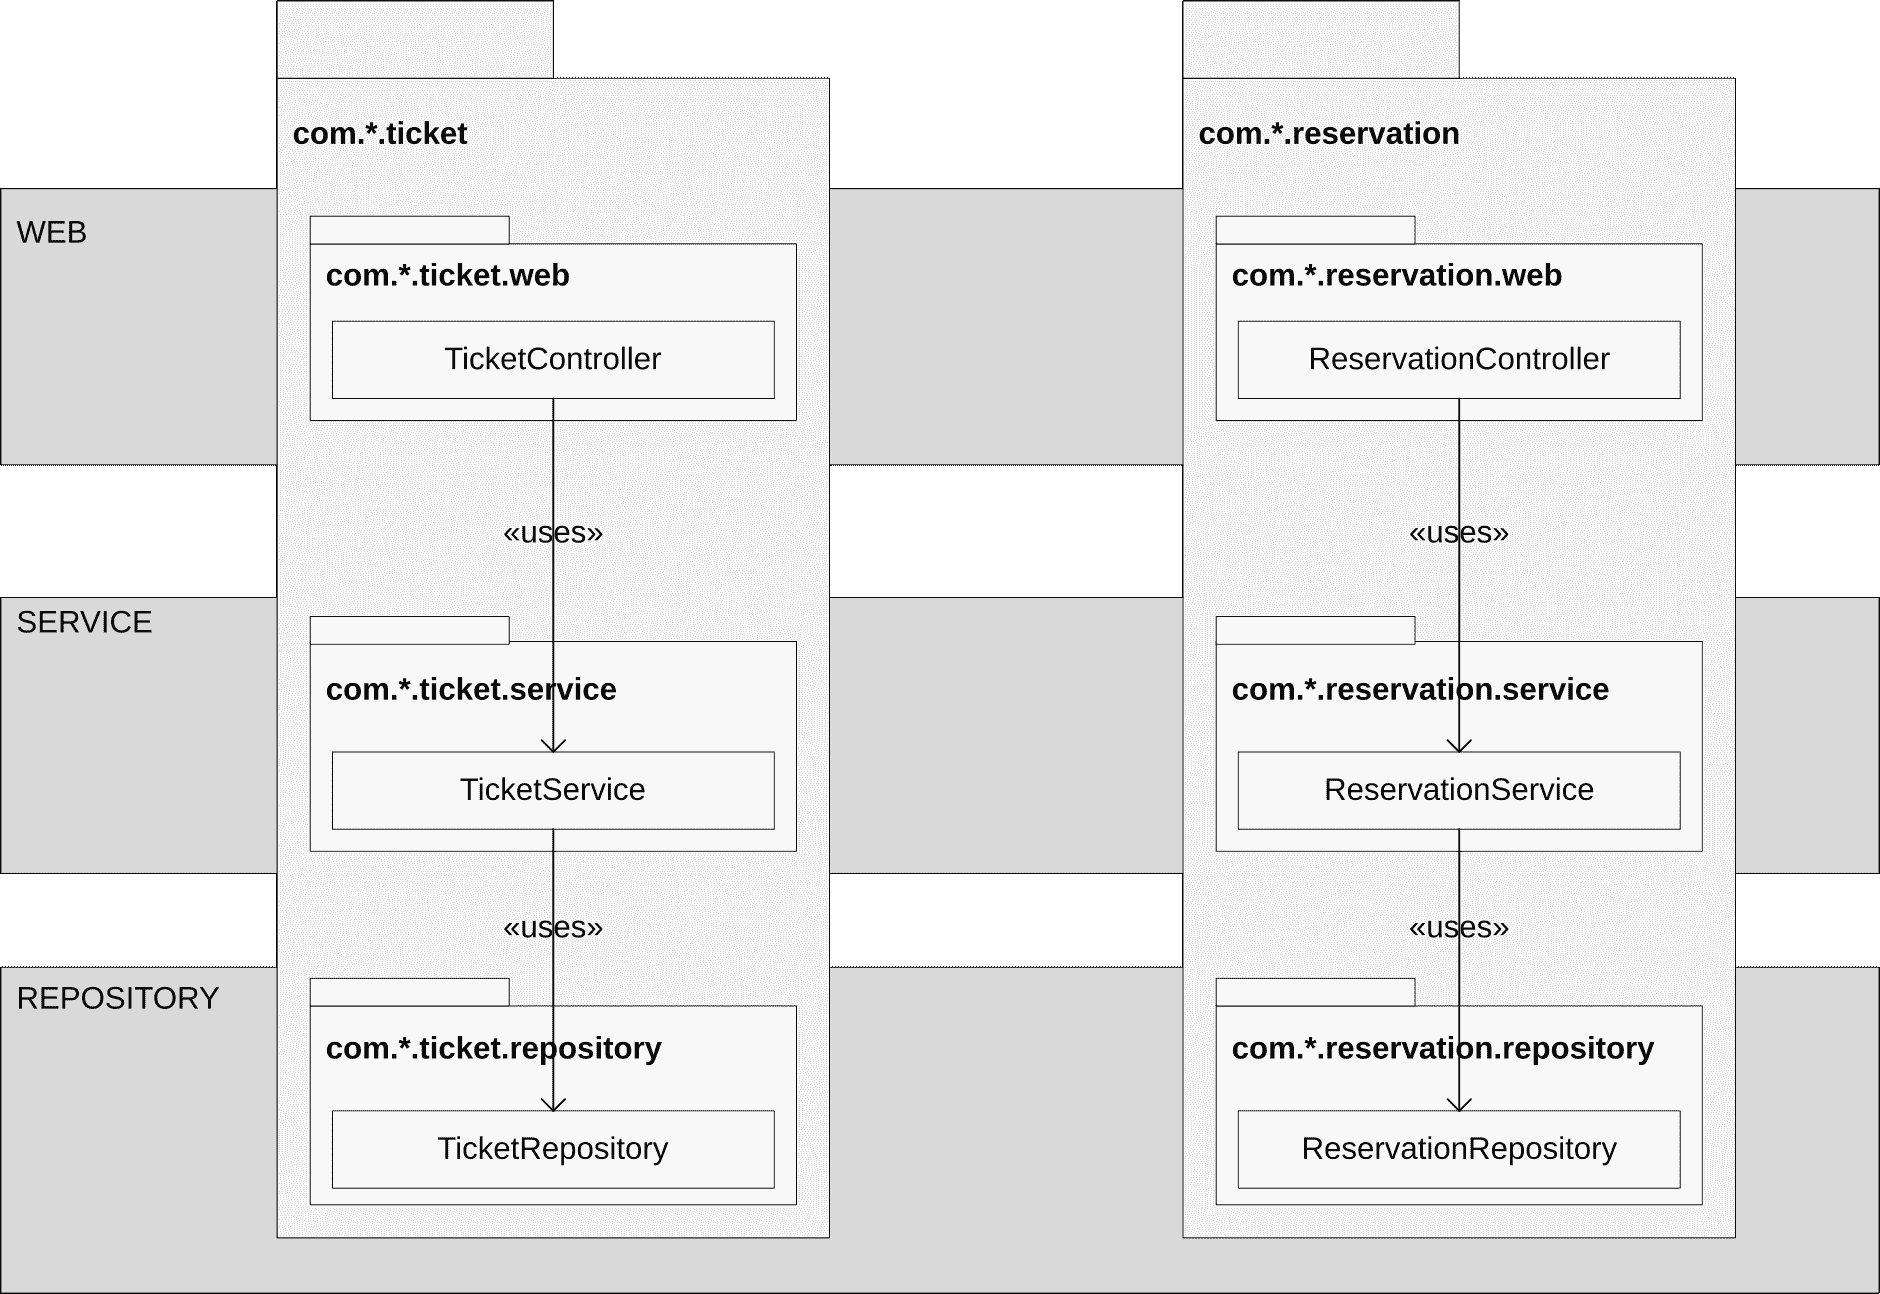 com.*.ticket
com.*.reservation
WEB
com.*.ticket.web
com.*.reservation.web
TicketController
ReservationController
«uses»
«uses»
SERVICE
com.*.ticket.service
com.*.reservation.service
TicketService
ReservationService
«uses»
«uses»
REPOSITORY
com.*.ticket.repository
com.*.reservation.repository
TicketRepository
ReservationRepository